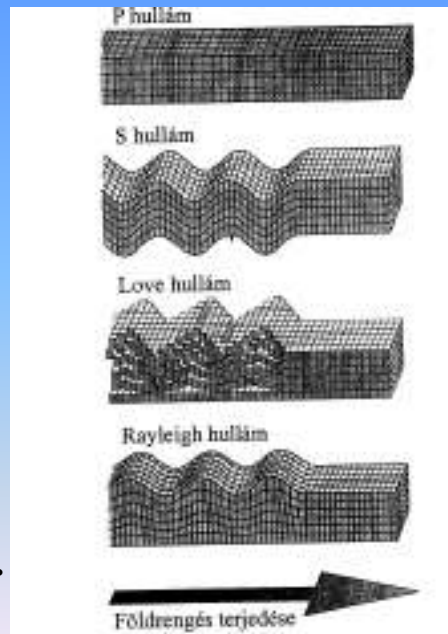 P hullám
S hullám
Love hullám
Rayleigh hullám
Földrengés terjedése